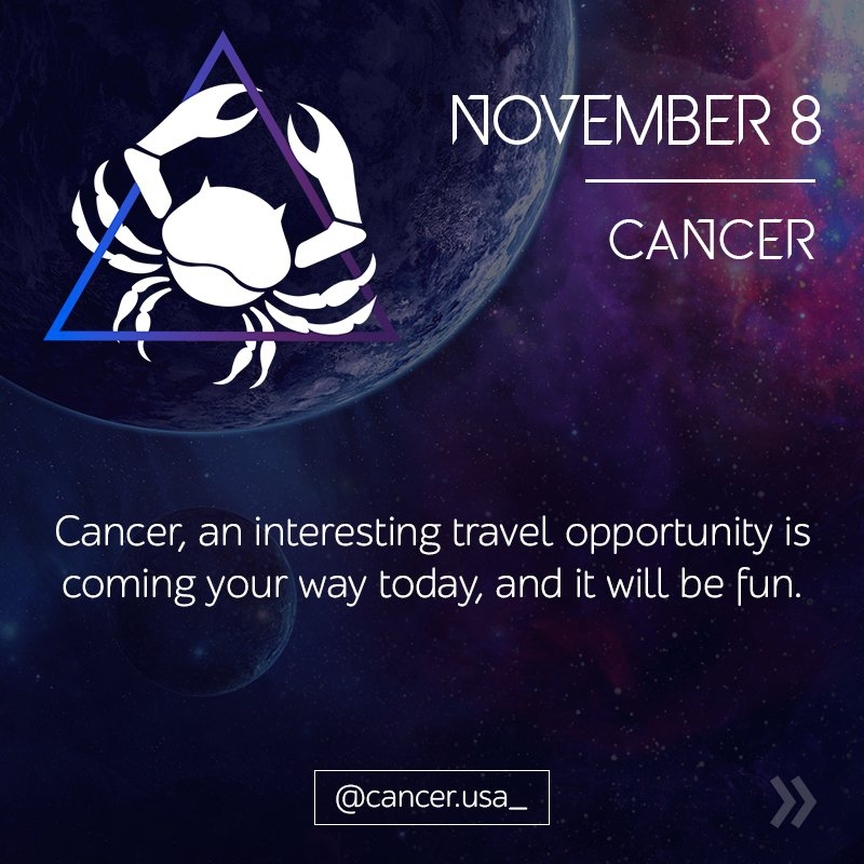 NOVEMBER 8
CANCER
Cancer, an interesting travel opportunity is
coming your way today, and it will be fun.
@cancer.usa_